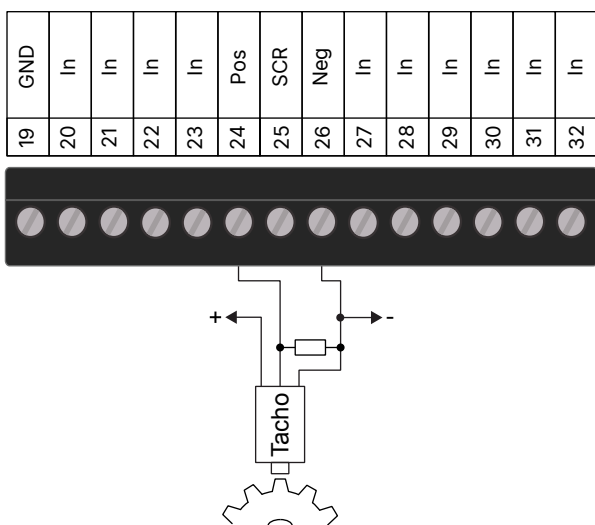 GND In In In In Pos SCR Neg In In In In In In
19 20 21 22 23 24 25 26 27 28 29 30 31 32
+ -
Tacho